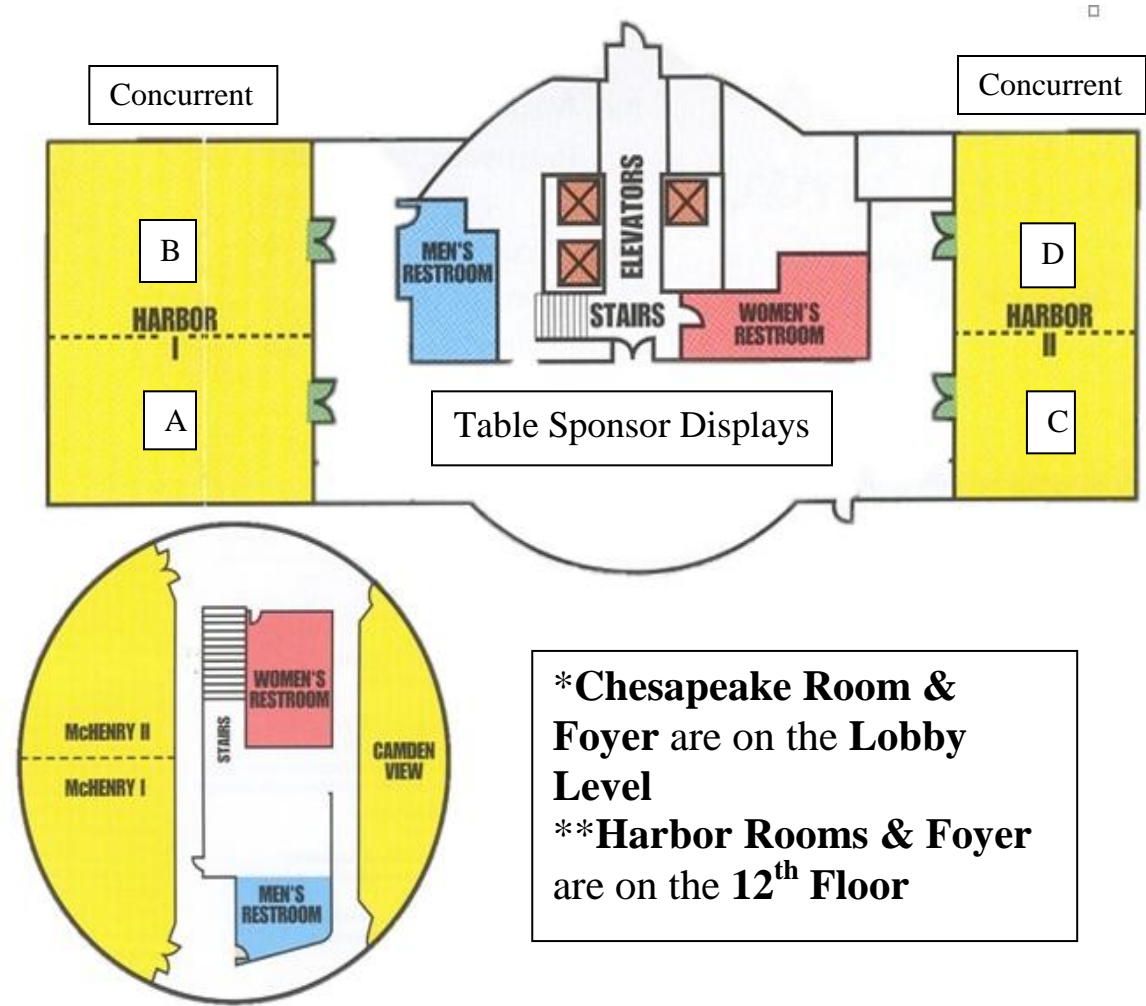 Concurrent
Concurrent
B
HARBOR
I
A
MEN'S
RESTROOM
ELEVATORS
STAIRS
WOMEN'S
RESTROOM
D
HARBOR
II
C
Table Sponsor Displays
McHENRY II
McHENRY I
STAIRS
WOMEN'S
RESTROOM
MEN'S
RESTROOM
CAMDEN
VIEW
*Chesapeake Room &
Foyer are on the Lobby
Level
**Harbor Rooms & Foyer
are on the 12th Floor